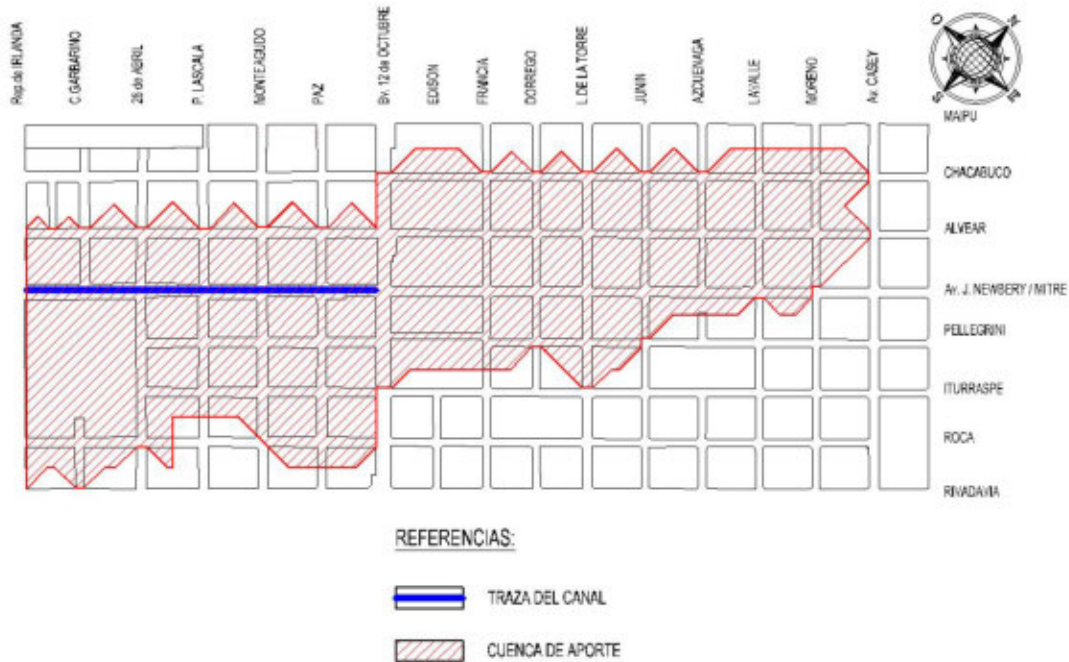 Rep. de IRLANDA
C. GARBARINO
26 de ABRIL
P. LASCALA
MONTEAGUDO
PAZ
Bv. 12 de OCTUBRE
EDISON
FRANCIA
DORREGO
L. DE LA TORRE
JUNIN
AZCUENAGA
LAVALLE
MORENO
Av. CASEY
O
N
S
E
MAIPU
CHACABUCO
ALVEAR
Av. J. NEWBERY / MITRE
PELLEGRINI
ITURRASPE
ROCA
RIVADAVIA
REFERENCIAS:
TRAZA DEL CANAL
CUENCA DE APORTE